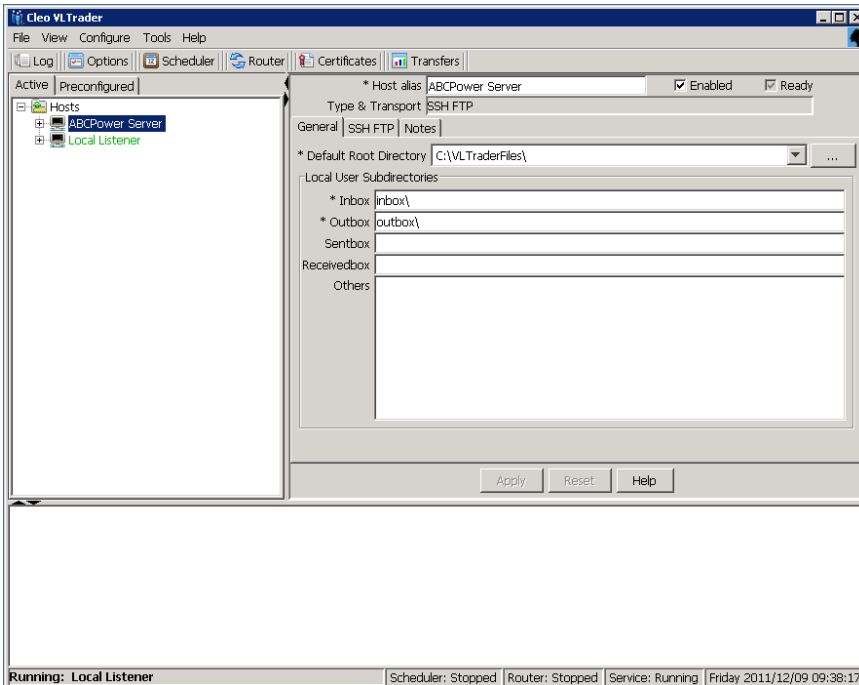 Cleo VLTrader
File View Configure Tools Help
Log Options Scheduler Router Certificates Transfers
Active Preconfigured
Hosts
ABCPower Server
Local Listener
* Host alias ABCPower Server Enabled Ready
Type & Transport SSH FTP
General SSH FTP Notes
* Default Root Directory C:\VLTraderFiles\ ...
Local User Subdirectories
* Inbox inbox\
* Outbox outbox\
Sentbox
Receivedbox
Others
Apply Reset Help
Running: Local Listener Scheduler: Stopped Router: Stopped Service: Running Friday 2011/12/09 09:38:17